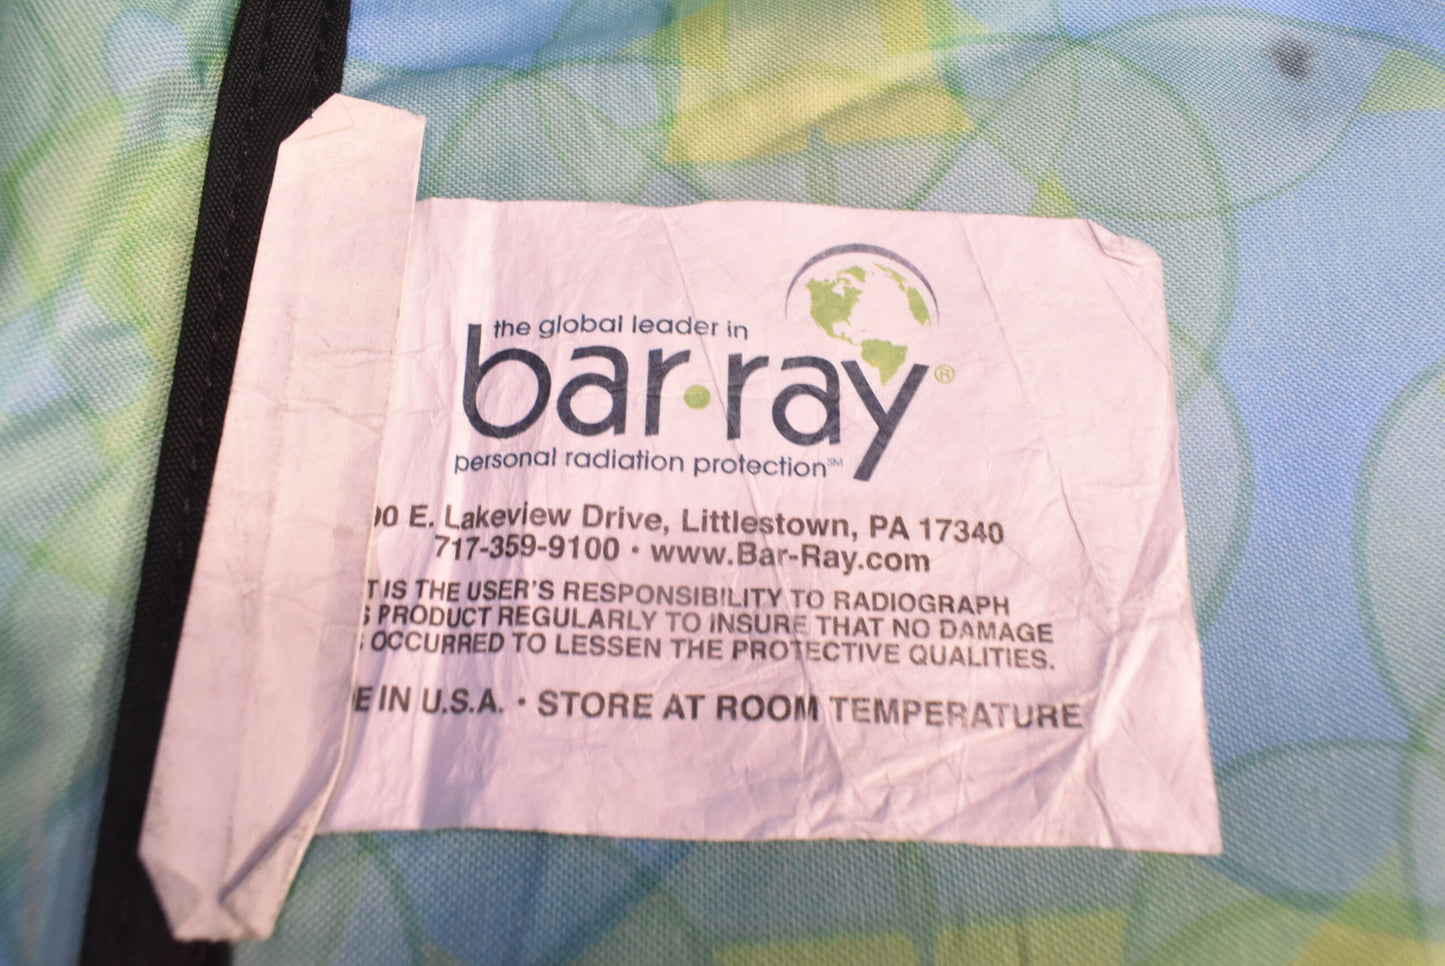 the global leader in
bar·ray®
personal radiation protection℠
E. Lakeview Drive, Littlestown, PA 17340
717-359-9100 · www.Bar-Ray.com
IS THE USER'S RESPONSIBILITY TO RADIOGRAPH
PRODUCT REGULARLY TO INSURE THAT NO DAMAGE
OCCURRED TO LESSEN THE PROTECTIVE QUALITIES.
IN U.S.A. · STORE AT ROOM TEMPERATURE